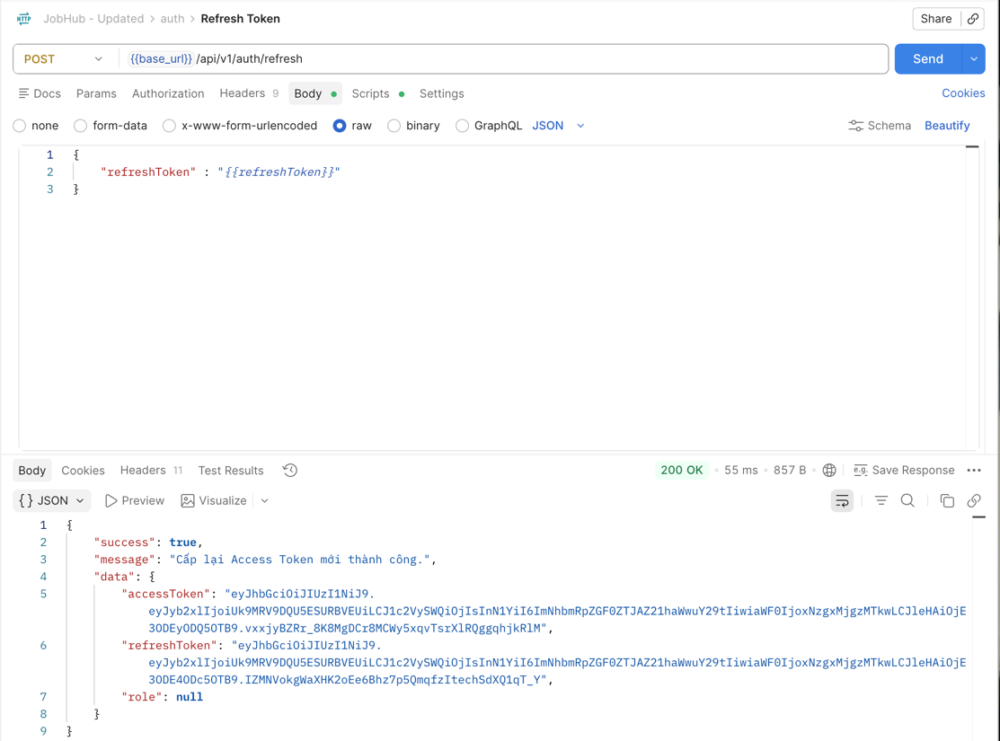 HTTP JobHub - Updated > auth > Refresh Token Share
POST {{base_url}} /api/v1/auth/refresh Send
Docs Params Authorization Headers 9 Body Scripts Settings Cookies
none form-data x-www-form-urlencoded raw binary GraphQL JSON Schema Beautify
1 {
2 "refreshToken" : "{{refreshToken}}"
3 }
Body Cookies Headers 11 Test Results 200 OK • 55 ms • 857 B • e.g. Save Response
{} JSON Preview Visualize
1 {
2 "success": true,
3 "message": "Cấp lại Access Token mới thành công.",
4 "data": {
5 "accessToken": "eyJhbGciOiJIUzI1NiJ9.
eyJyb2xlIjoiUk9MRV9DQU5ESURBVEUiLCJ1c2VySWQiOjIsInN1YiI6ImNhbmRpZGF0ZTJAZ21haWwuY29tIiwiaWF0IjoxNzgxMjgzMTkwLCJleHAiOjE
3ODEyODQ5OTB9.vxxjyBZRr_8K8MgDCr8MCWy5xqvTsrXlRQggqhjkRlM",
6 "refreshToken": "eyJhbGciOiJIUzI1NiJ9.
eyJyb2xlIjoiUk9MRV9DQU5ESURBVEUiLCJ1c2VySWQiOjIsInN1YiI6ImNhbmRpZGF0ZTJAZ21haWwuY29tIiwiaWF0IjoxNzgxMjgzMTkwLCJleHAiOjE
3ODE4ODc5OTB9.IZMNVokgWaXHK2oEe6Bhz7p5QmqfzItechSdXQ1qT_Y",
7 "role": null
8 }
9 }